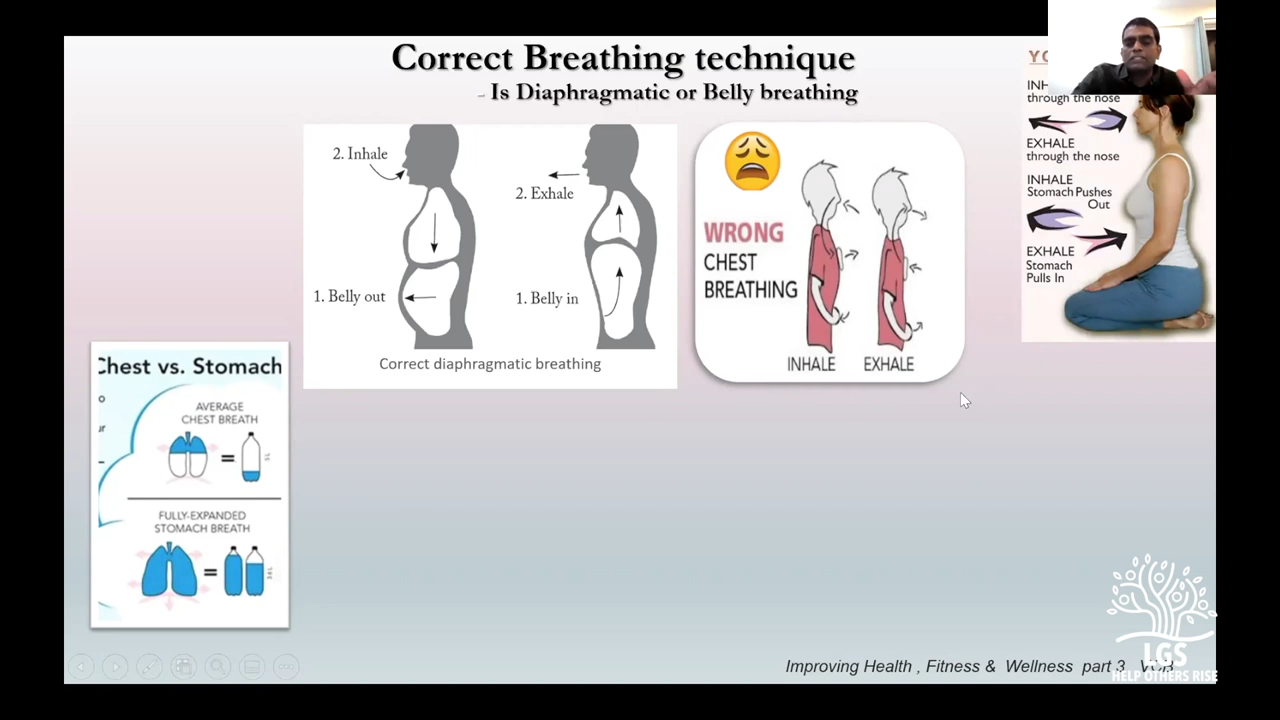 Correct Breathing technique
- Is Diaphragmatic or Belly breathing
2. Inhale
1. Belly out
2. Exhale
1. Belly in
Correct diaphragmatic breathing
WRONG
CHEST
BREATHING
INHALE EXHALE
YO
INH
through the nose
EXHALE
through the nose
INHALE
Stomach Pushes
Out
EXHALE
Stomach
Pulls In
Chest vs. Stomach
AVERAGE
CHEST BREATH
=
FULLY-EXPANDED
STOMACH BREATH
=
Improving Health , Fitness & Wellness part 3 VOB
LGS
HELP OTHERS RISE